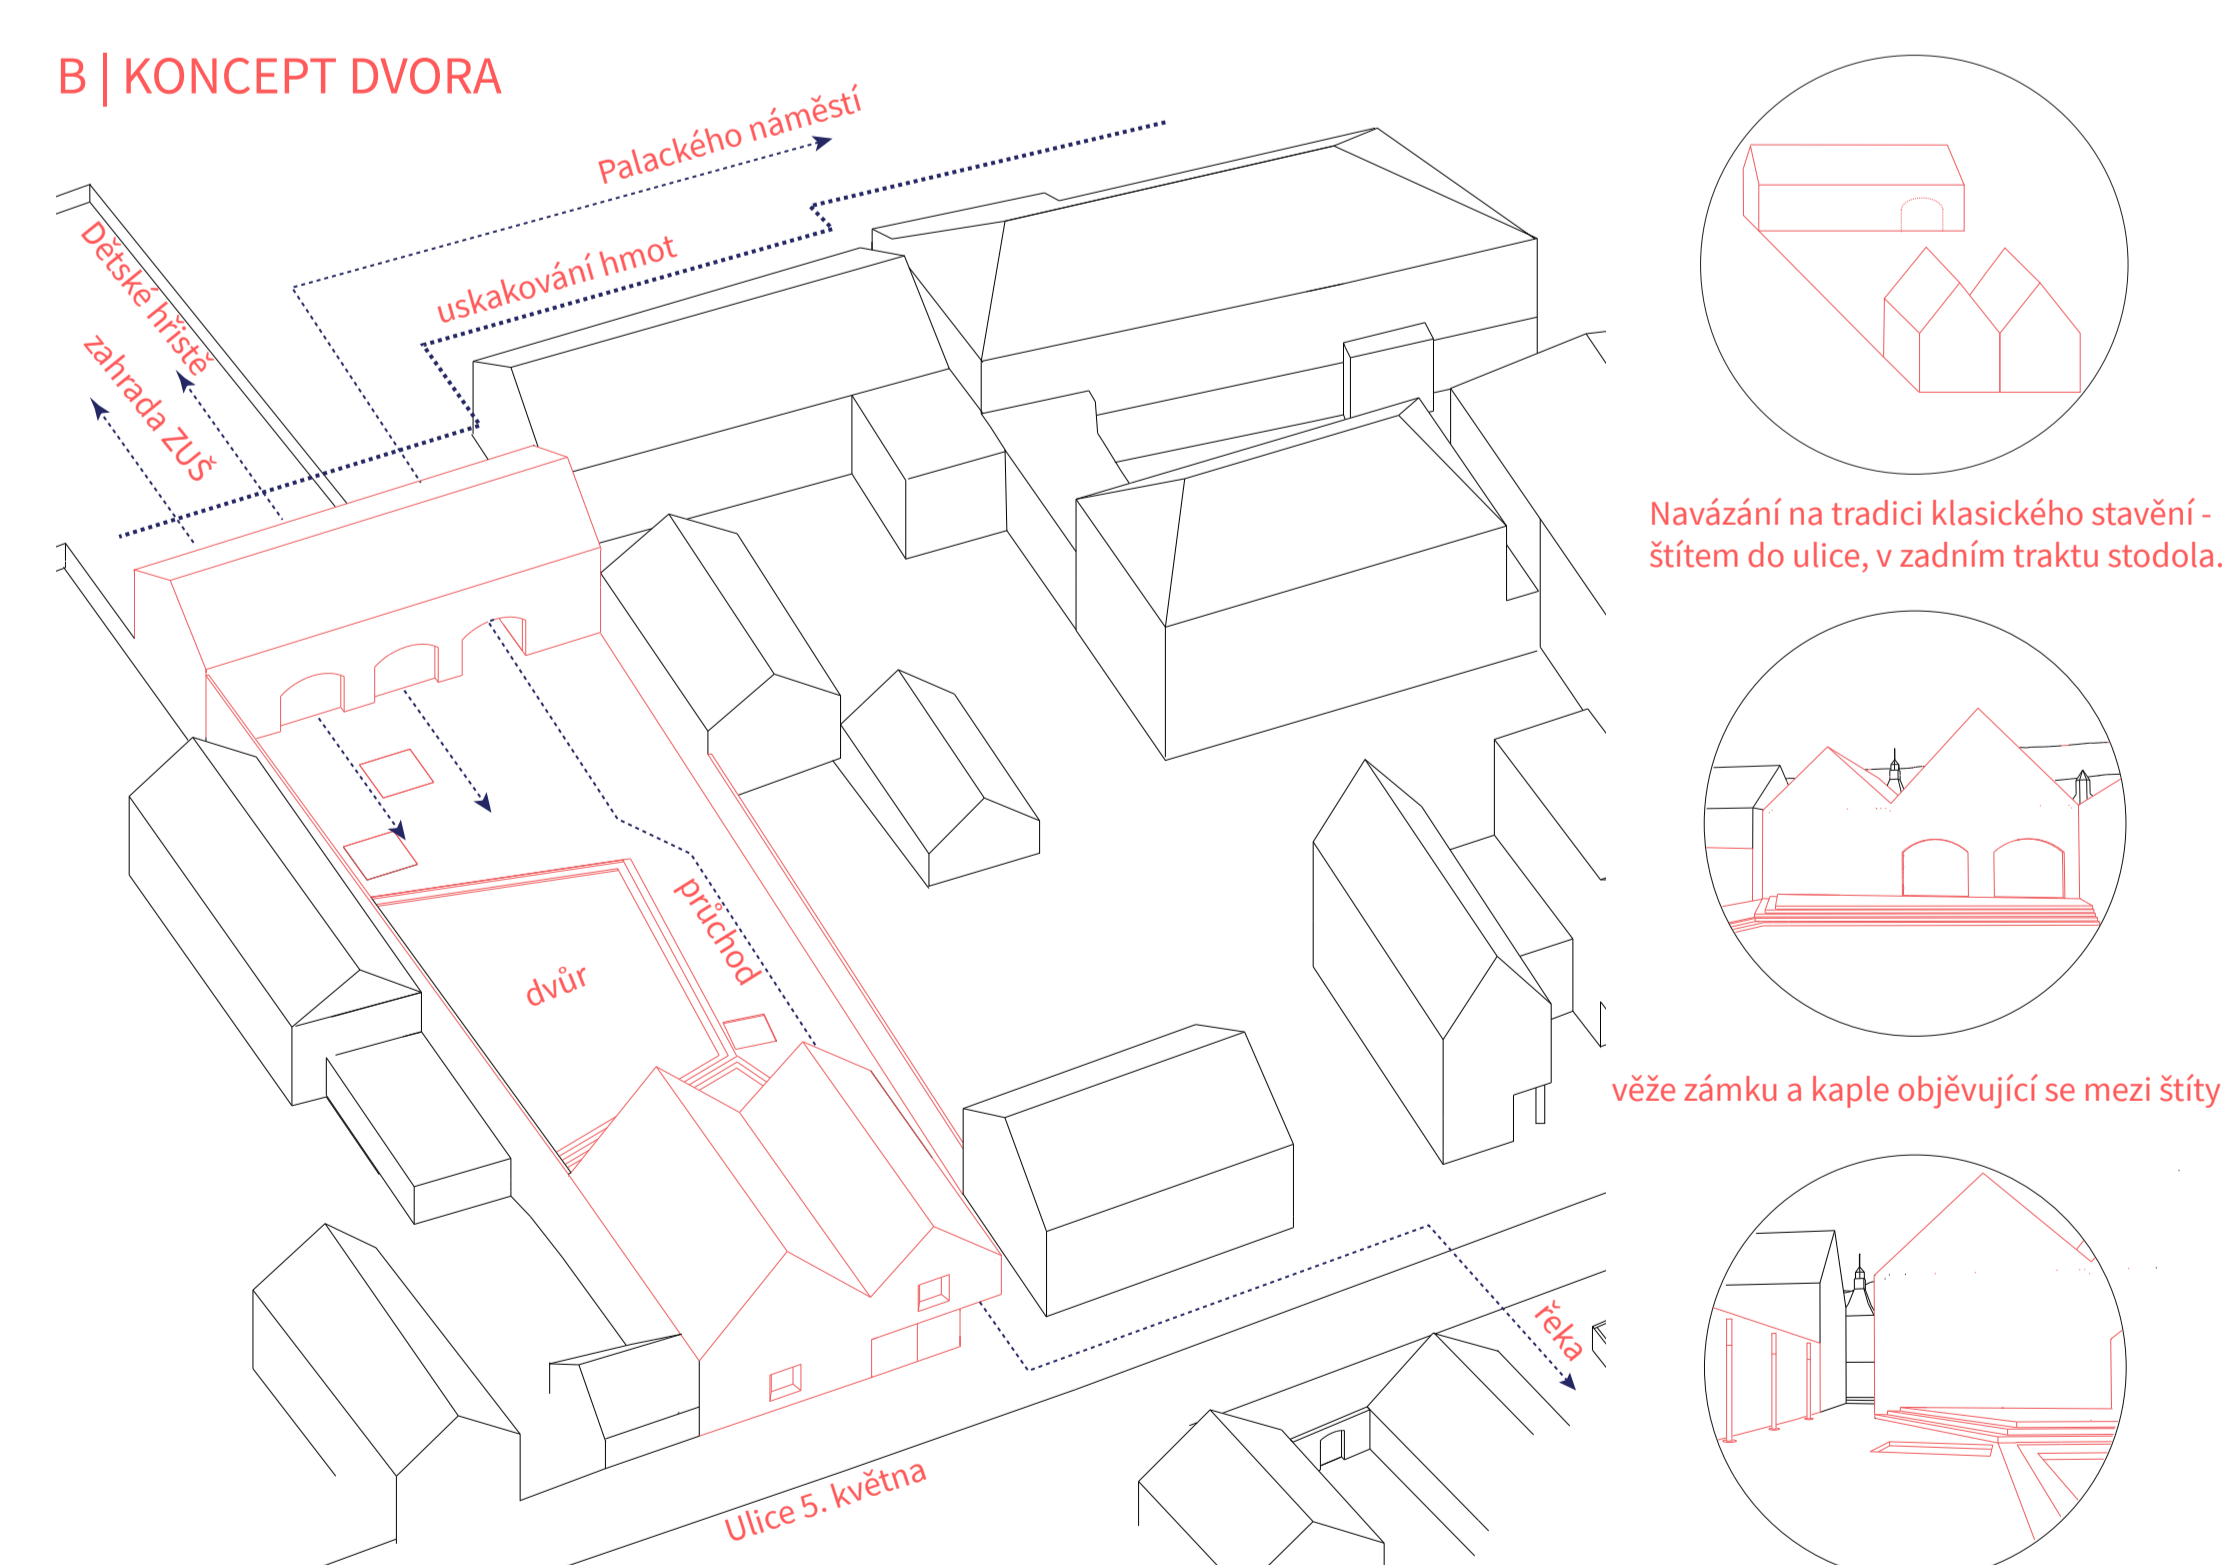 B | KONCEPT DVORA
Palackého náměstí
uskakování hmot
Dětské hřiště
zahrada ZUŠ
průchod
dvůr
řeka
Ulice 5. května
Navázání na tradici klasického stavění -
štítem do ulice, v zadním traktu stodola.
věže zámku a kaple objěvující se mezi štíty